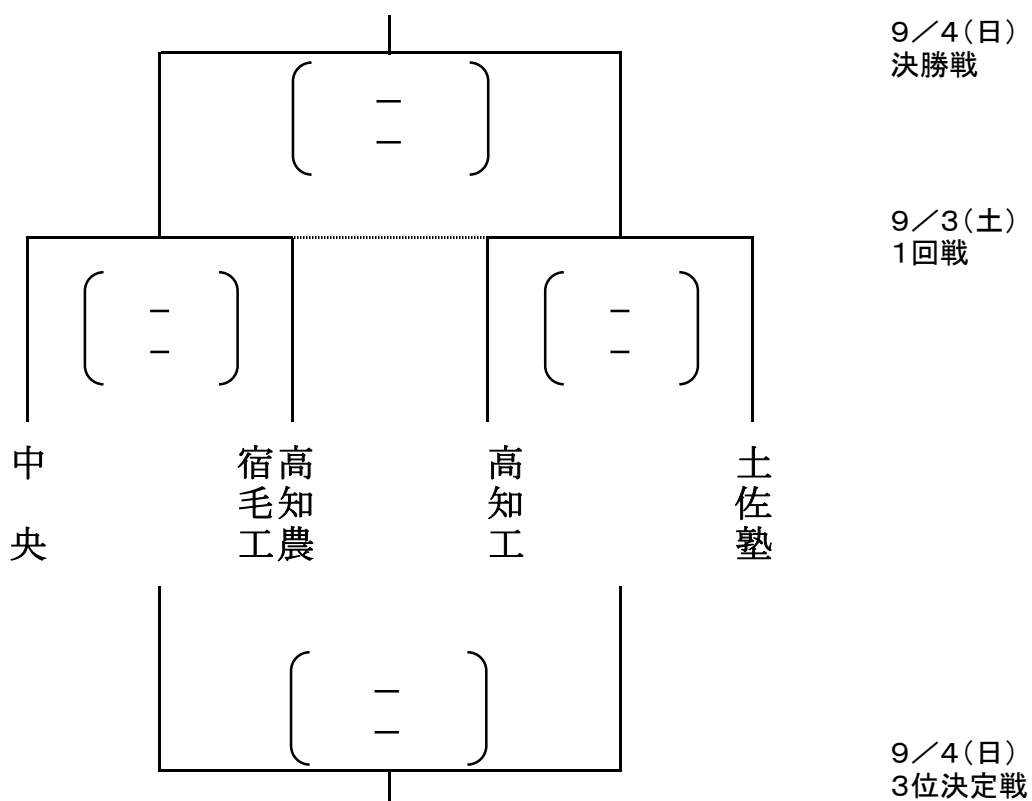 9／4（日）
決勝戦
－
－
9／3（土）
1回戦
－
－
－
－
中　央
高知農
宿毛工
高知工
土佐塾
－
－
9／4（日）
3位決定戦